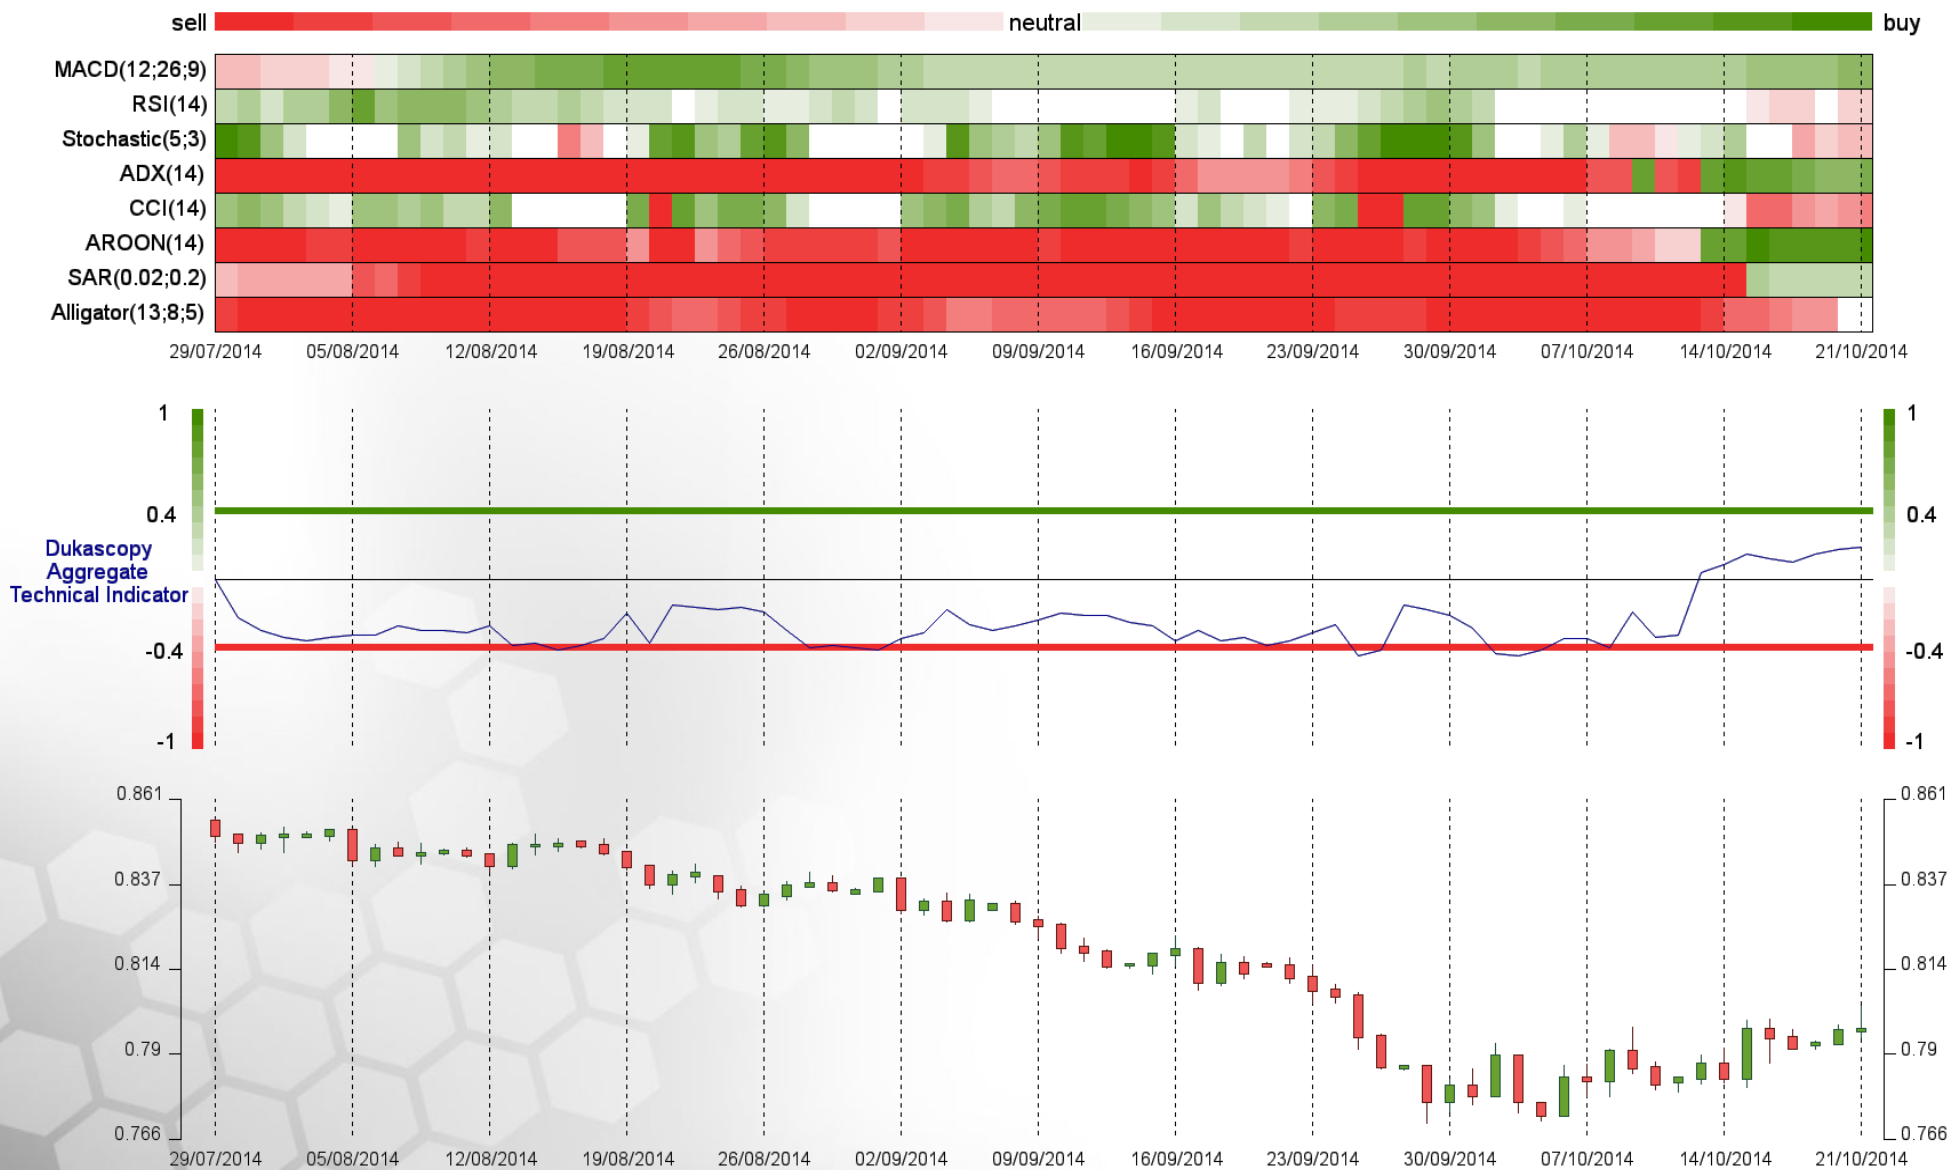 sell neutral buy
MACD(12;26;9)
RSI(14)
Stochastic(5;3)
ADX(14)
CCI(14)
AROON(14)
SAR(0.02;0.2)
Alligator(13;8;5)
29/07/2014 05/08/2014 12/08/2014 19/08/2014 26/08/2014 02/09/2014 09/09/2014 16/09/2014 23/09/2014 30/09/2014 07/10/2014 14/10/2014 21/10/2014
1 1
0.4 0.4
Dukascopy
Aggregate
Technical Indicator
-0.4 -0.4
-1 -1
0.861 0.861
0.837 0.837
0.814 0.814
0.79 0.79
0.766 0.766
29/07/2014 05/08/2014 12/08/2014 19/08/2014 26/08/2014 02/09/2014 09/09/2014 16/09/2014 23/09/2014 30/09/2014 07/10/2014 14/10/2014 21/10/2014